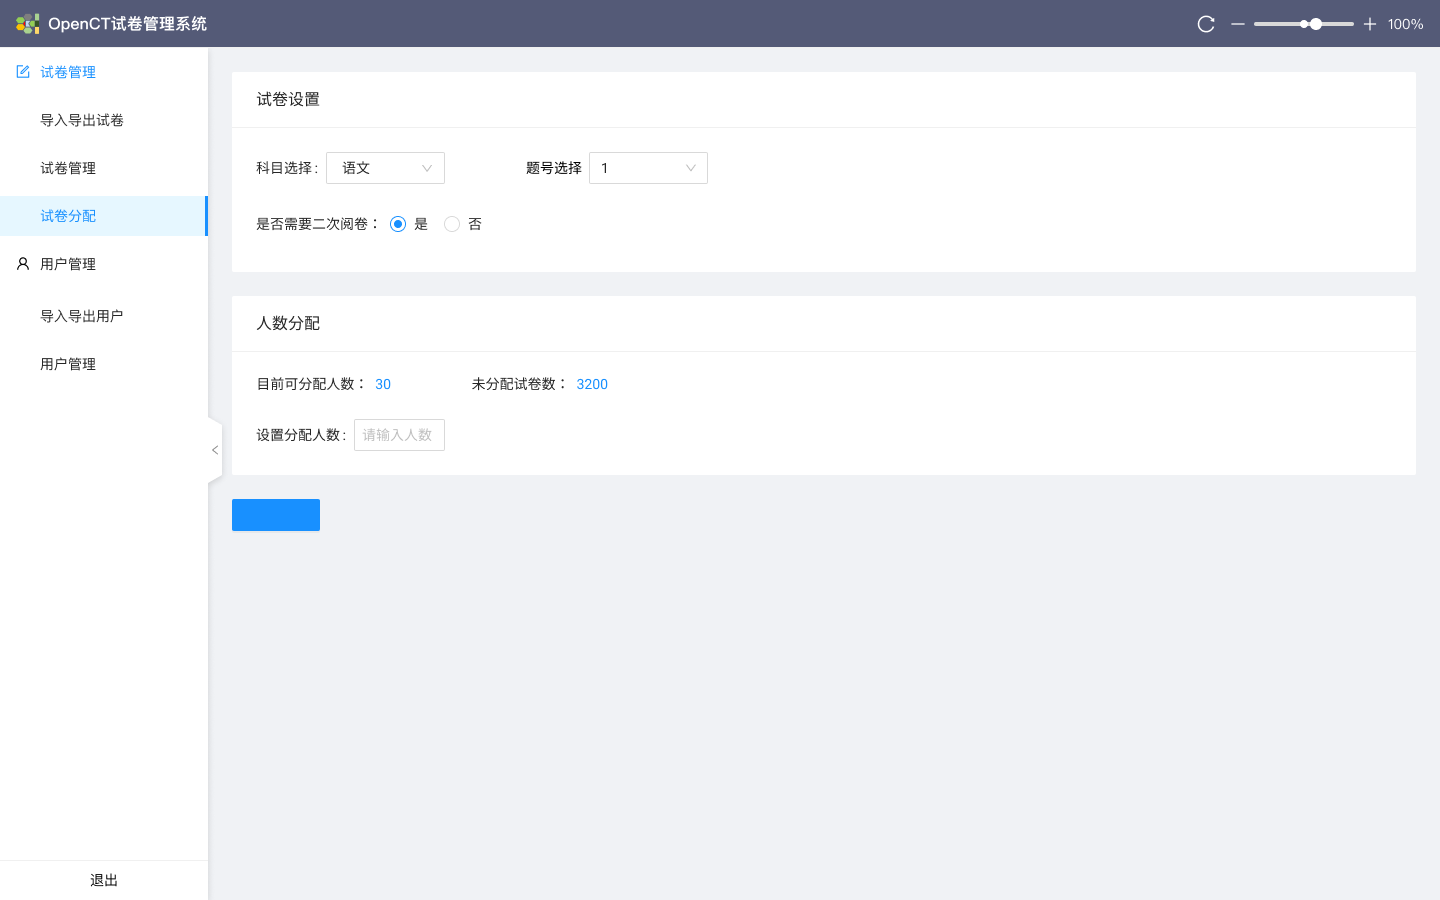 OpenCT试卷管理系统
100%
试卷管理
导入导出试卷
试卷管理
试卷分配
用户管理
导入导出用户
用户管理
退出
试卷设置
科目选择: 语文 题号选择 1
是否需要二次阅卷： 是 否
人数分配
目前可分配人数： 30 未分配试卷数： 3200
设置分配人数: 请输入人数